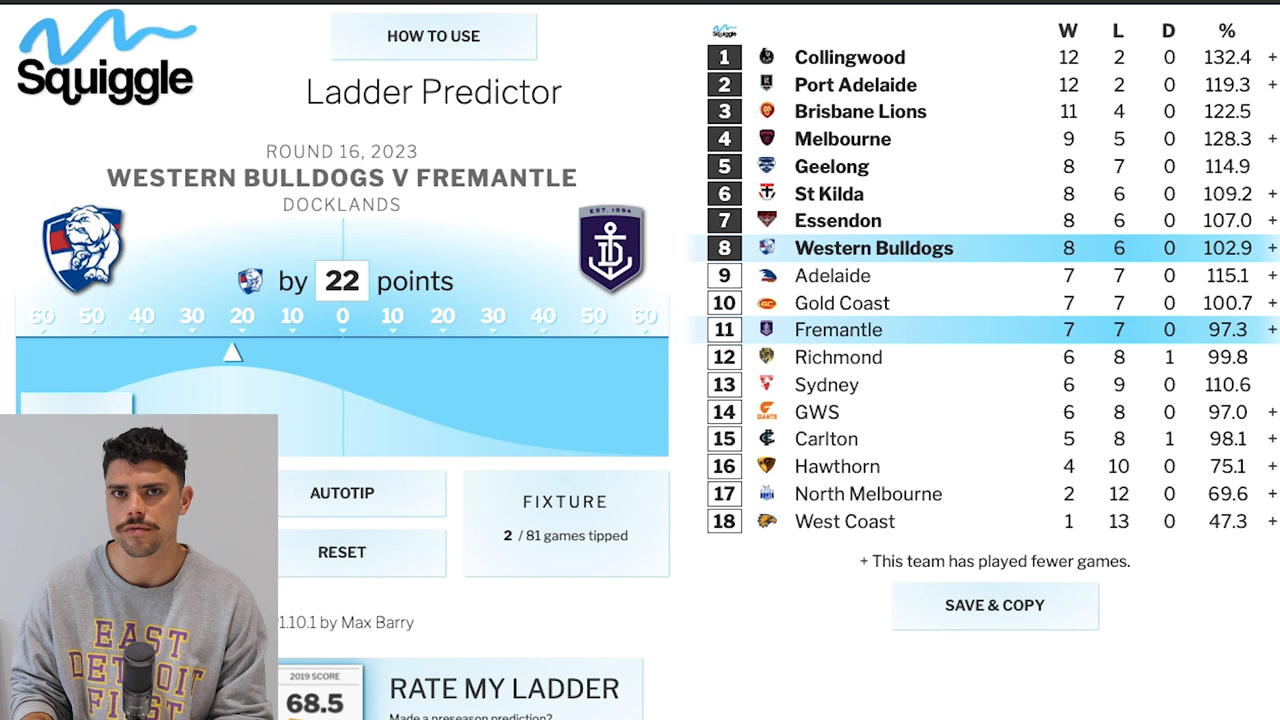 Squiggle
HOW TO USE
Ladder Predictor
ROUND 16, 2023
WESTERN BULLDOGS V FREMANTLE
DOCKLANDS
EST. 1994
by 22 points
60 50 40 30 20 10 0 10 20 30 40 50 60
AUTOTIP
RESET
FIXTURE
2 / 81 games tipped
1.10.1 by Max Barry
2019 SCORE
68.5
RATE MY LADDER
Made a preseason prediction?
EAST
DETROIT
FIRST
Squiggle W L D %
1 Collingwood 12 2 0 132.4 +
2 Port Adelaide 12 2 0 119.3 +
3 Brisbane Lions 11 4 0 122.5
4 Melbourne 9 5 0 128.3 +
5 Geelong 8 7 0 114.9
6 St Kilda 8 6 0 109.2 +
7 Essendon 8 6 0 107.0 +
8 Western Bulldogs 8 6 0 102.9 +
9 Adelaide 7 7 0 115.1 +
10 Gold Coast 7 7 0 100.7 +
11 Fremantle 7 7 0 97.3 +
12 Richmond 6 8 1 99.8
13 Sydney 6 9 0 110.6
14 GWS 6 8 0 97.0 +
15 Carlton 5 8 1 98.1 +
16 Hawthorn 4 10 0 75.1 +
17 North Melbourne 2 12 0 69.6 +
18 West Coast 1 13 0 47.3 +
+ This team has played fewer games.
SAVE & COPY